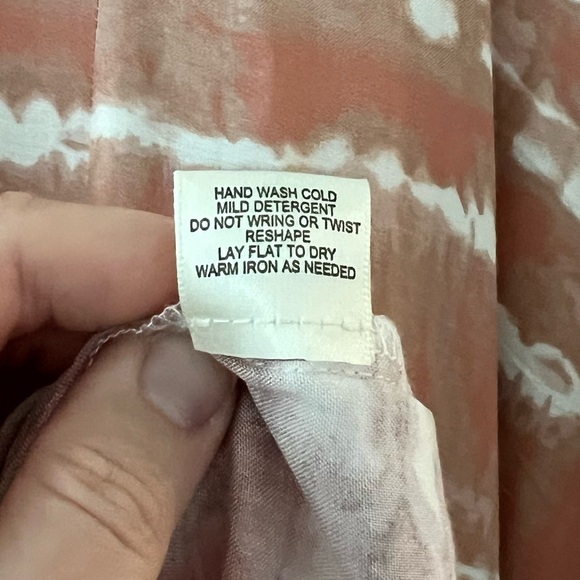 HAND WASH COLD
MILD DETERGENT
DO NOT WRING OR TWIST
RESHAPE
LAY FLAT TO DRY
WARM IRON AS NEEDED